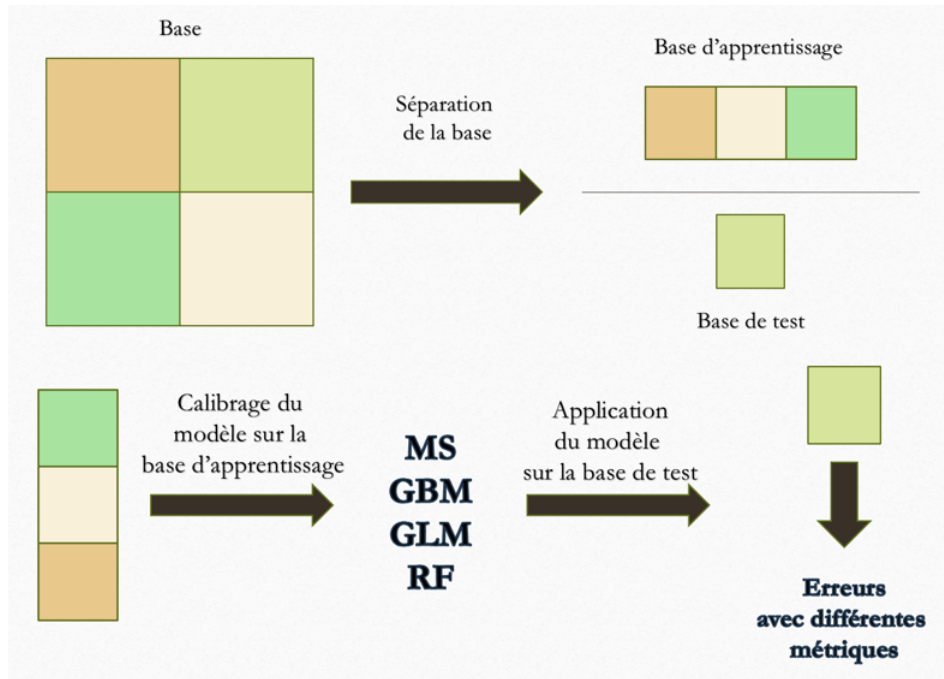 Base
Séparation
de la base
Base d'apprentissage
Base de test
Calibrage du
modèle sur la
base d'apprentissage
MS
GBM
GLM
RF
Application
du modèle
sur la base de test
Erreurs
avec différentes
métriques